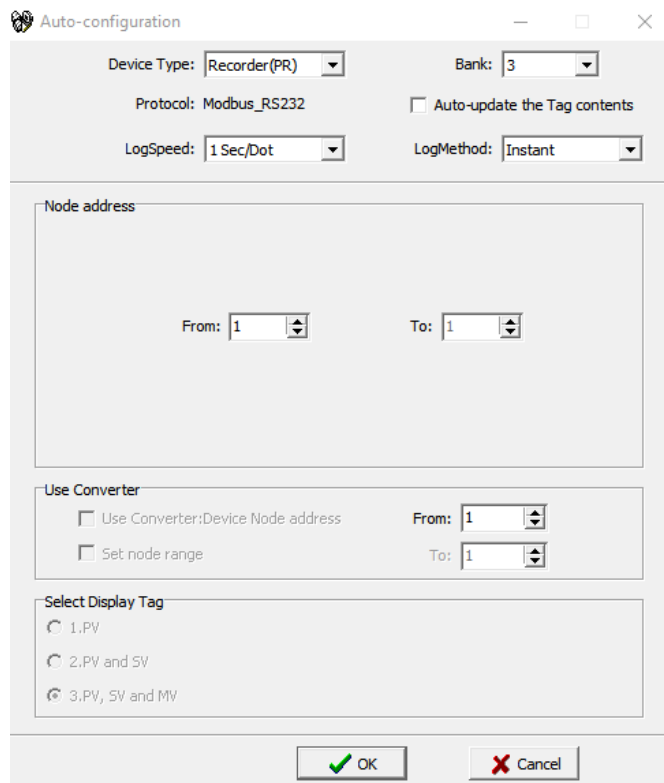 Auto-configuration
Device Type: Recorder(PR) Bank: 3
Protocol: Modbus_RS232 Auto-update the Tag contents
LogSpeed: 1 Sec/Dot LogMethod: Instant
Node address
From: 1 To: 1
Use Converter
Use Converter:Device Node address From: 1
Set node range To: 1
Select Display Tag
1.PV
2.PV and SV
3.PV, SV and MV
OK Cancel